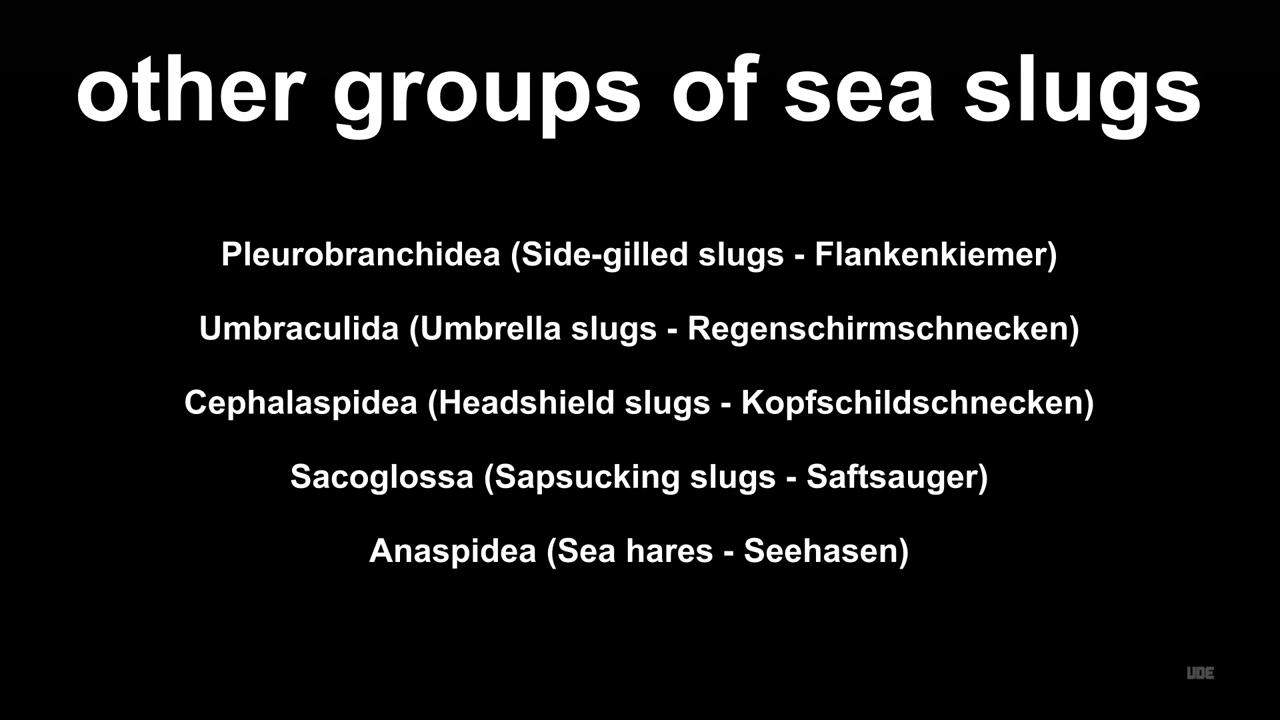 other groups of sea slugs
Pleurobranchidea (Side-gilled slugs - Flankenkiemer)
Umbraculida (Umbrella slugs - Regenschirmschnecken)
Cephalaspidea (Headshield slugs - Kopfschildschnecken)
Sacoglossa (Sapsucking slugs - Saftsauger)
Anaspidea (Sea hares - Seehasen)
UDE